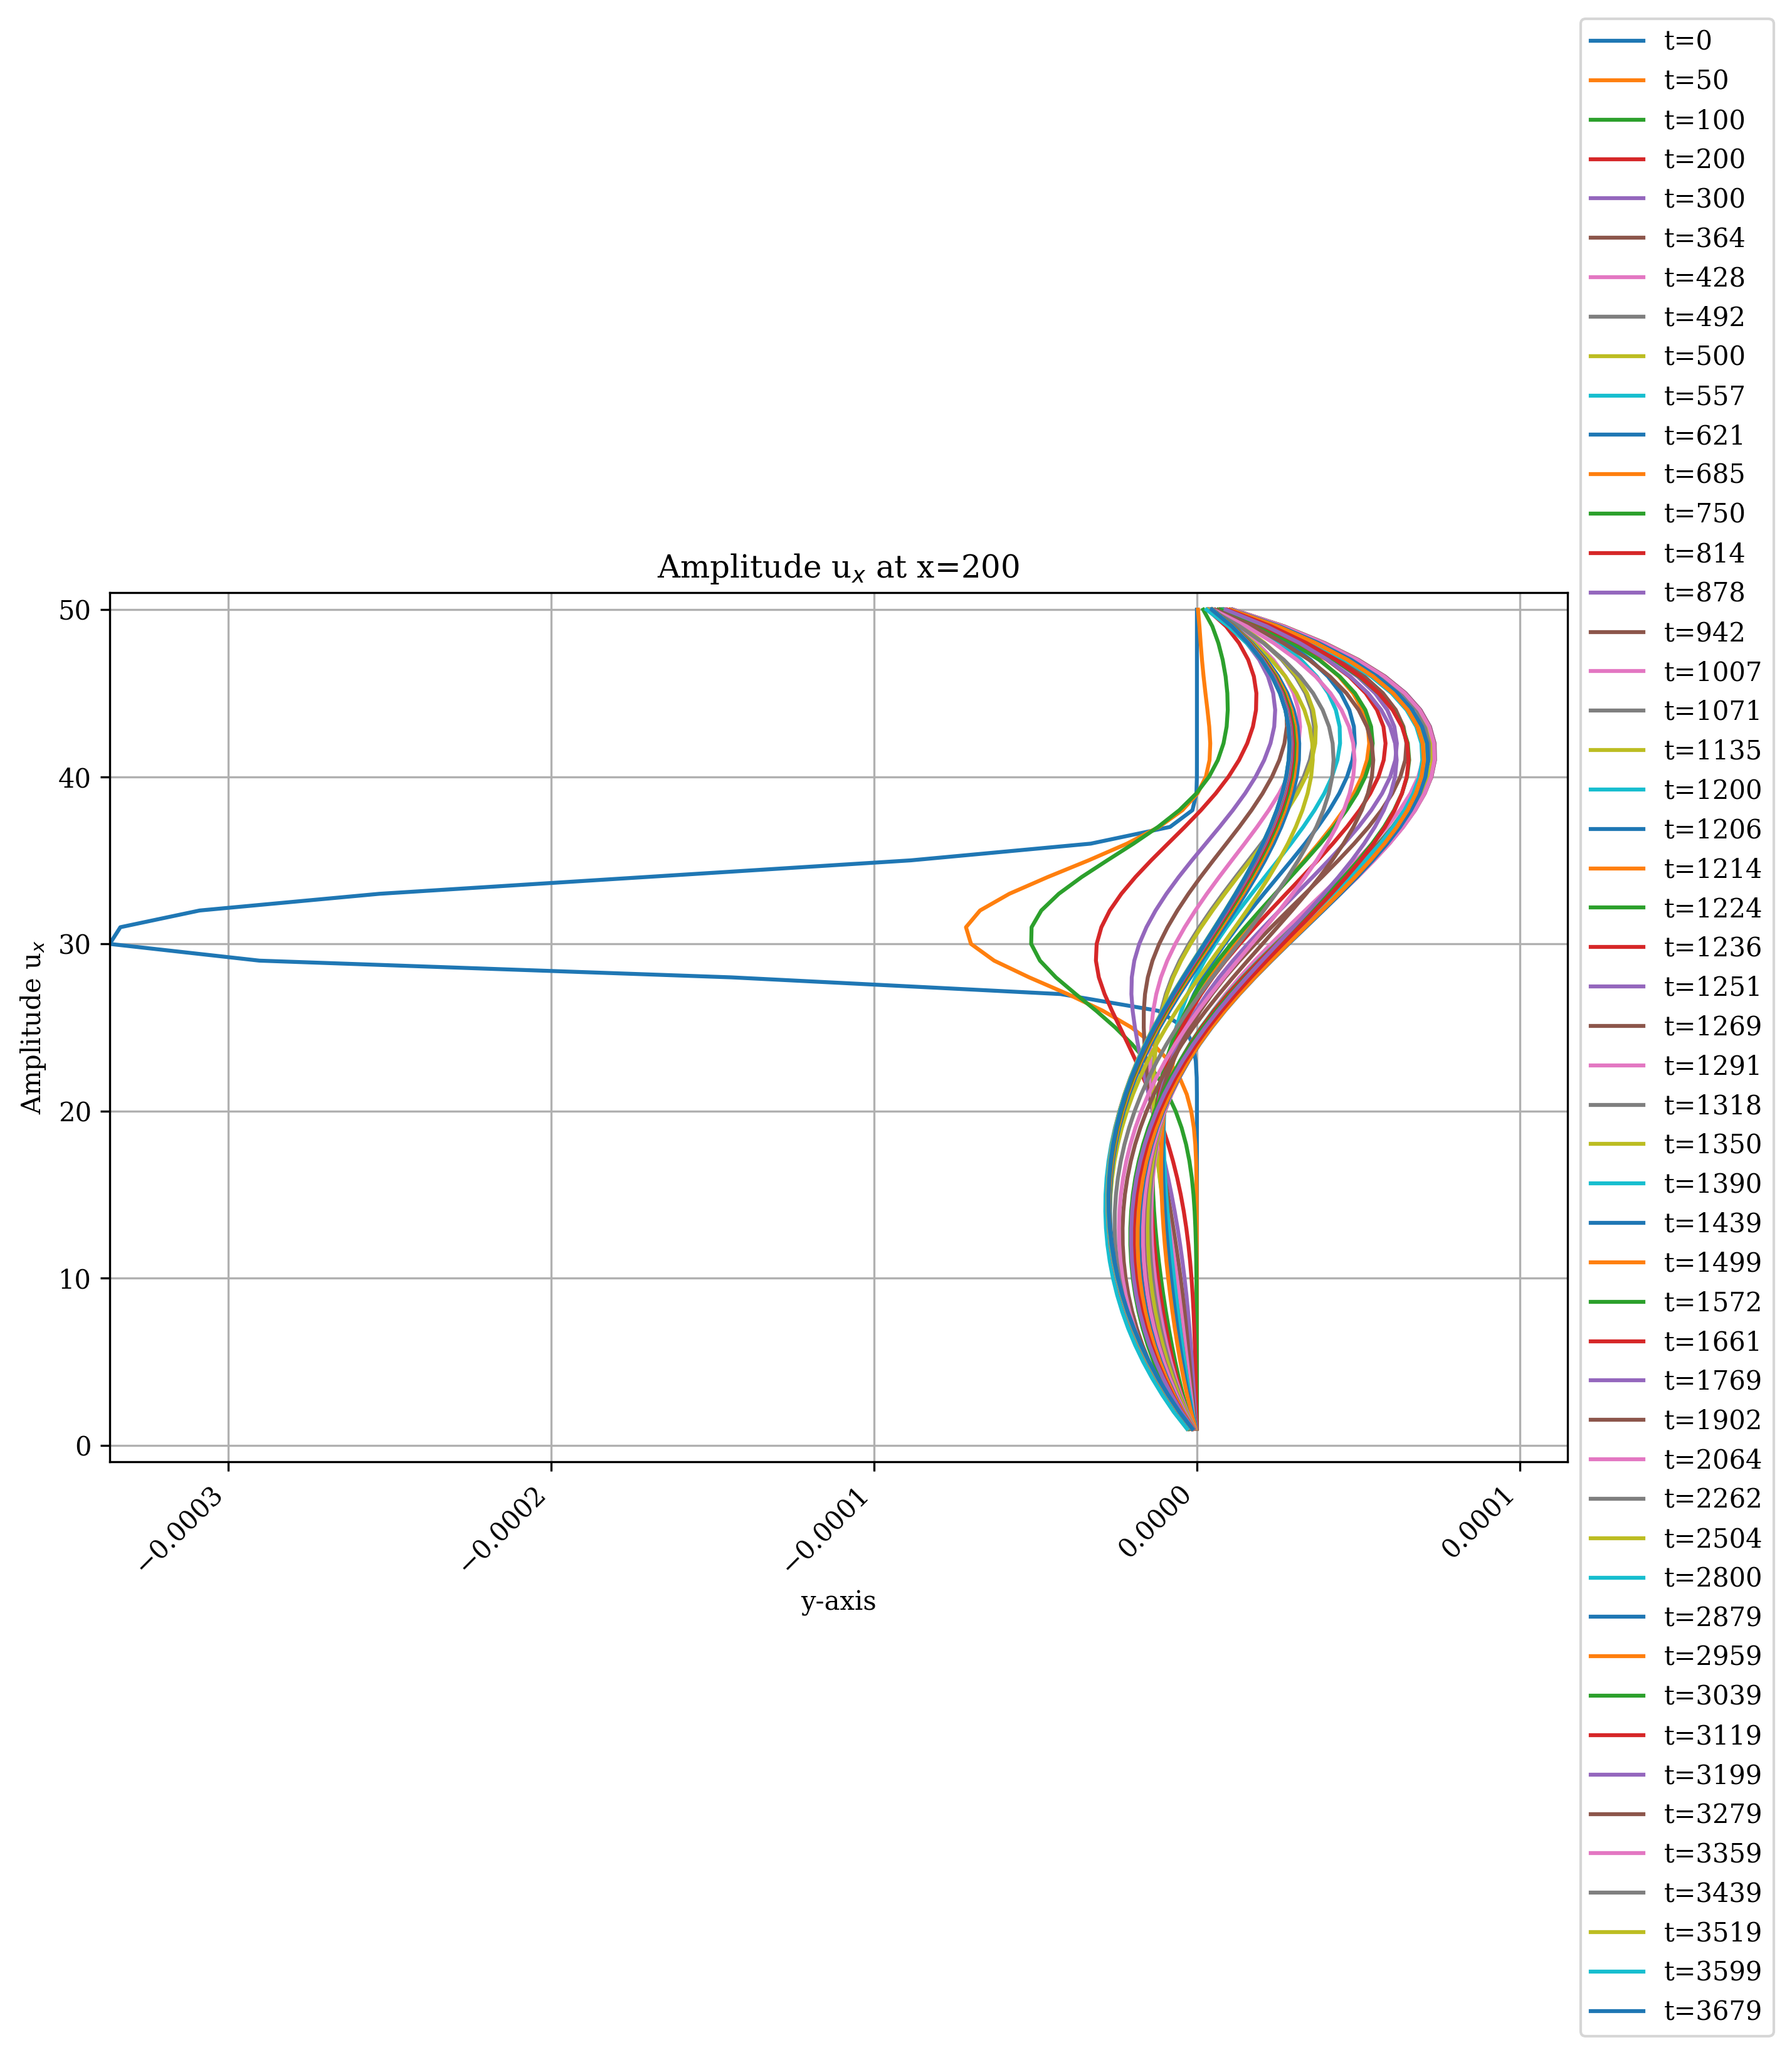 Amplitude uₓ at x=200
50
40
30
20
10
0
Amplitude uₓ
−0.0003
−0.0002
−0.0001
0.0000
0.0001
y-axis
t=0
t=50
t=100
t=200
t=300
t=364
t=428
t=492
t=500
t=557
t=621
t=685
t=750
t=814
t=878
t=942
t=1007
t=1071
t=1135
t=1200
t=1206
t=1214
t=1224
t=1236
t=1251
t=1269
t=1291
t=1318
t=1350
t=1390
t=1439
t=1499
t=1572
t=1661
t=1769
t=1902
t=2064
t=2262
t=2504
t=2800
t=2879
t=2959
t=3039
t=3119
t=3199
t=3279
t=3359
t=3439
t=3519
t=3599
t=3679